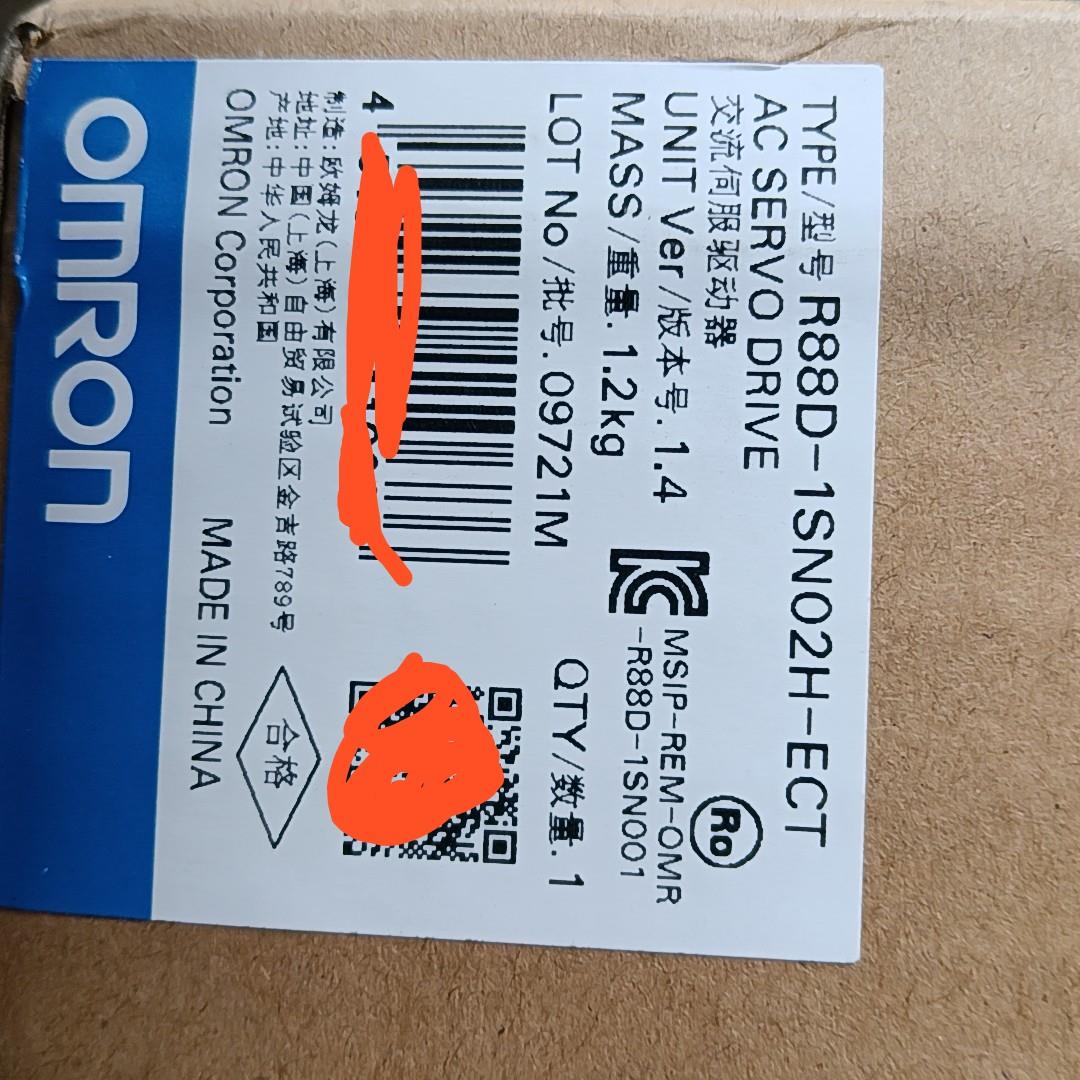 TYPE/型号 R88D-1SN02H-ECT
AC SERVO DRIVE
交流伺服驱动器
Ro
UNIT Ver/版本号. 1.4
MSIP-REM-OMR
-R88D-1SN001
MASS/重量. 1.2kg
LOT No/批号. 09721M
QTY/数量. 1
4
制造: 欧姆龙(上海)有限公司
地址: 中国(上海)自由贸易试验区金吉路789号
产地: 中华人民共和国
合格
OMRON Corporation
MADE IN CHINA
OMRON